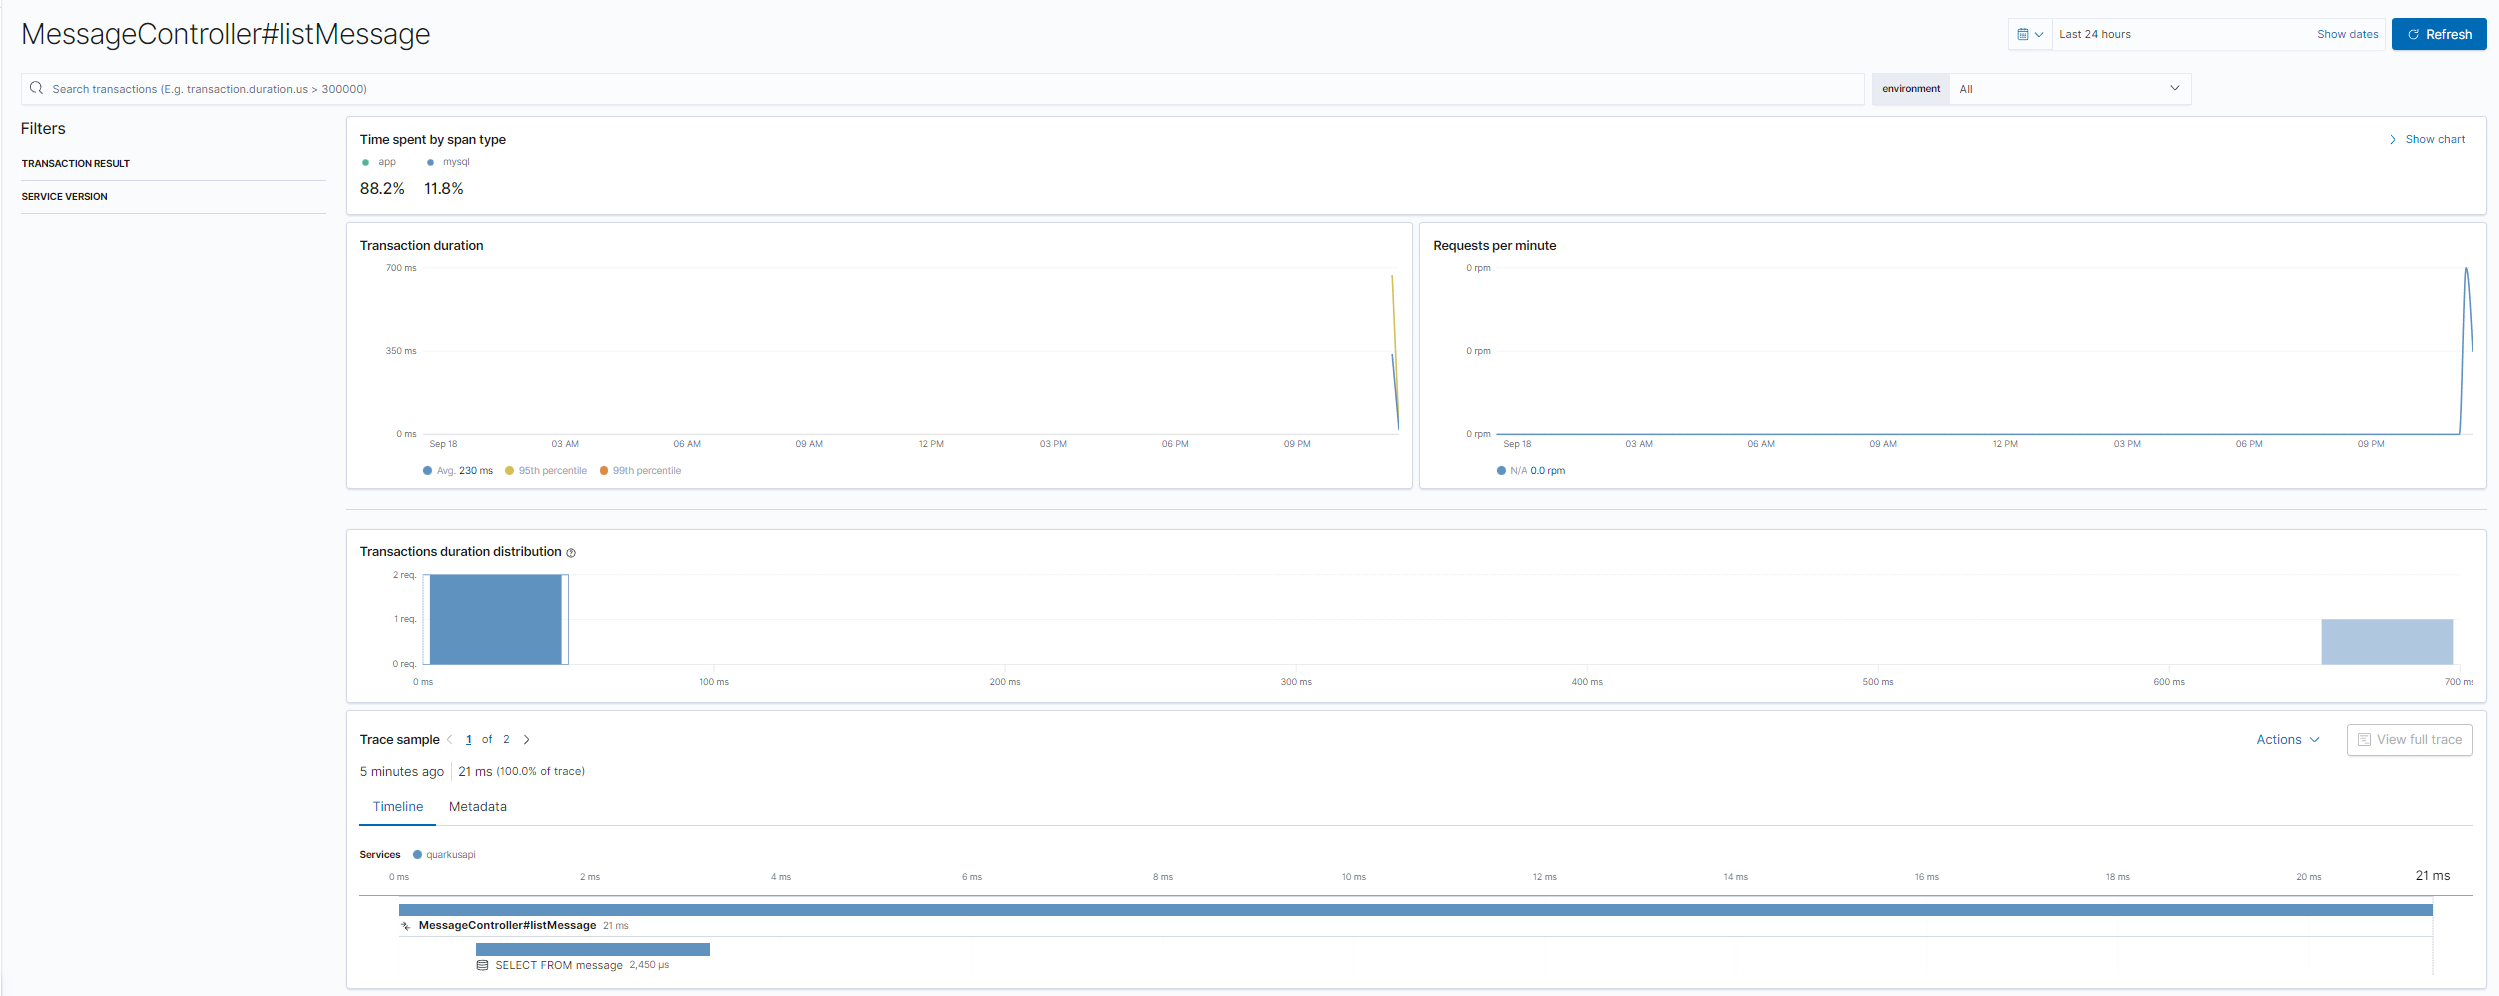 MessageController#listMessage
Last 24 hours Show dates Refresh
Search transactions (E.g. transaction.duration.us > 300000) environment All
Filters
TRANSACTION RESULT
SERVICE VERSION
Time spent by span type Show chart
app mysql
88.2% 11.8%
Transaction duration
700 ms
350 ms
0 ms
Sep 18 03 AM 06 AM 09 AM 12 PM 03 PM 06 PM 09 PM
Avg. 230 ms 95th percentile 99th percentile
Requests per minute
0 rpm
0 rpm
0 rpm
Sep 18 03 AM 06 AM 09 AM 12 PM 03 PM 06 PM 09 PM
N/A 0.0 rpm
Transactions duration distribution
2 req.
1 req.
0 req.
0 ms 100 ms 200 ms 300 ms 400 ms 500 ms 600 ms 700 ms
Trace sample 1 of 2 Actions View full trace
5 minutes ago 21 ms (100.0% of trace)
Timeline Metadata
Services quarkusapi
0 ms 2 ms 4 ms 6 ms 8 ms 10 ms 12 ms 14 ms 16 ms 18 ms 20 ms 21 ms
MessageController#listMessage 21 ms
SELECT FROM message 2,450 μs